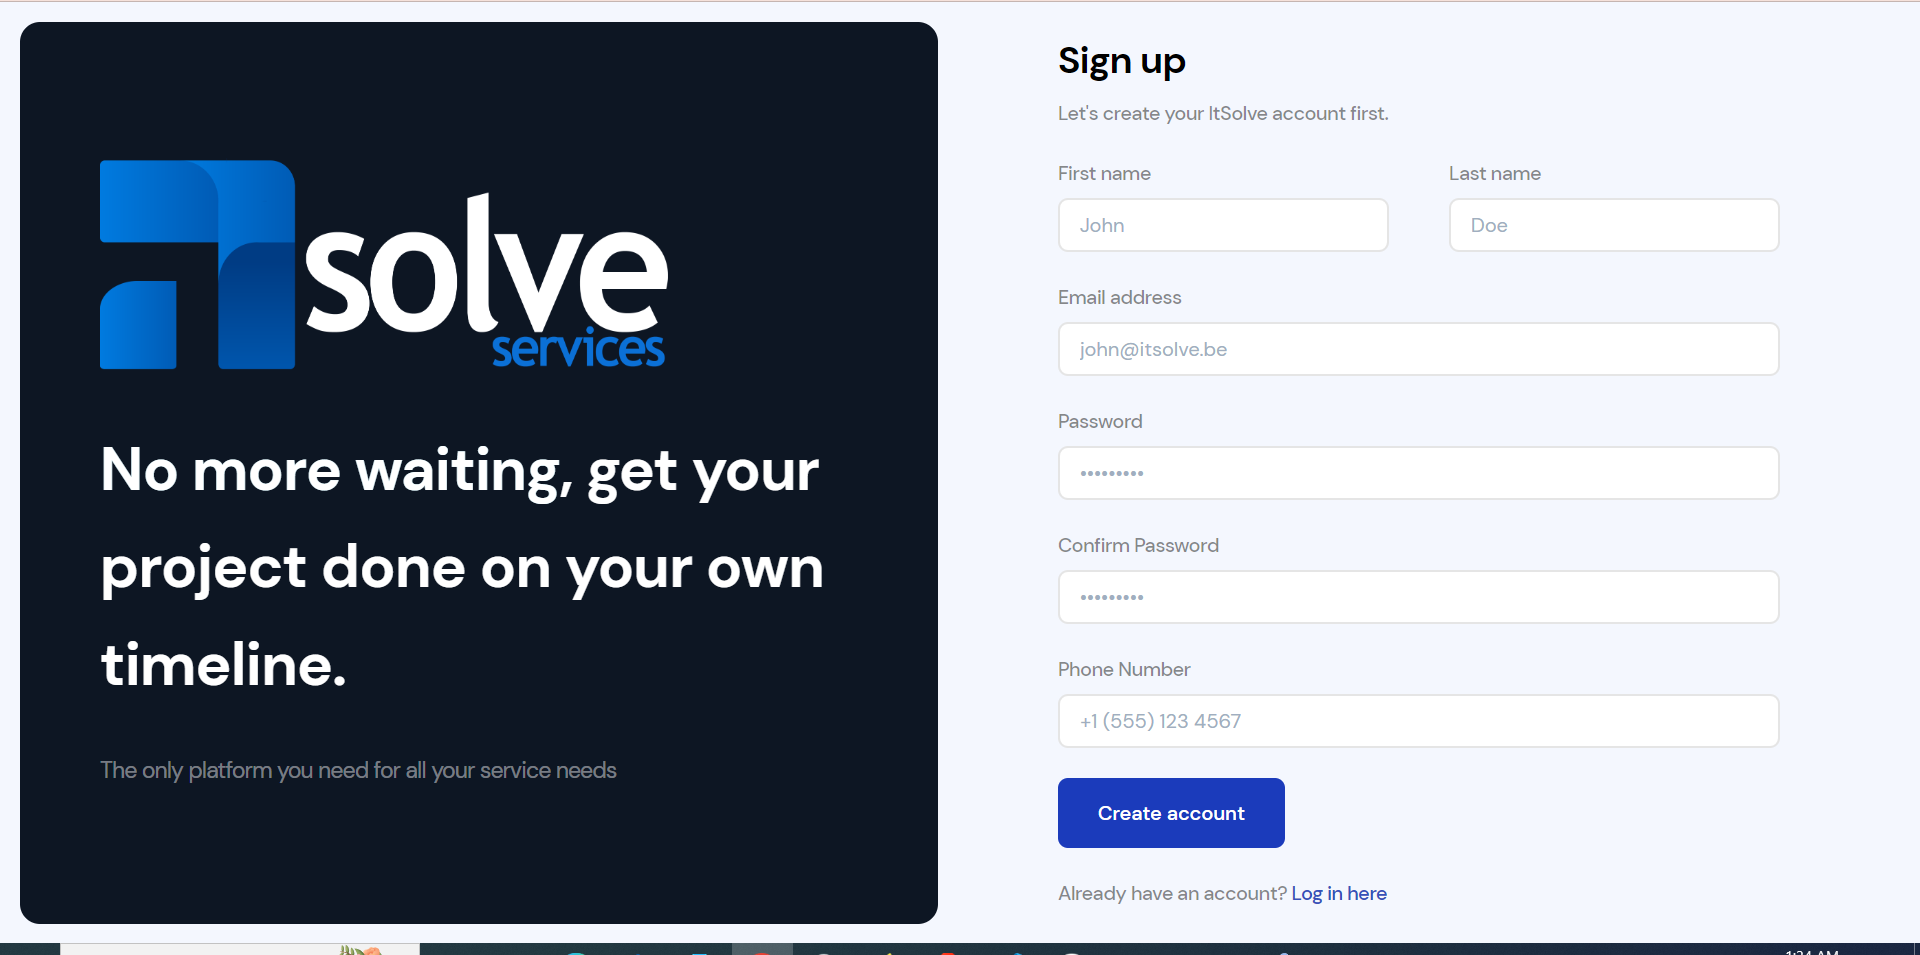 solve
services
No more waiting, get your
project done on your own
timeline.
The only platform you need for all your service needs
Sign up
Let's create your ItSolve account first.
First name
Last name
John
Doe
Email address
john@itsolve.be
Password
•••••••••
Confirm Password
•••••••••
Phone Number
+1 (555) 123 4567
Create account
Already have an account? Log in here